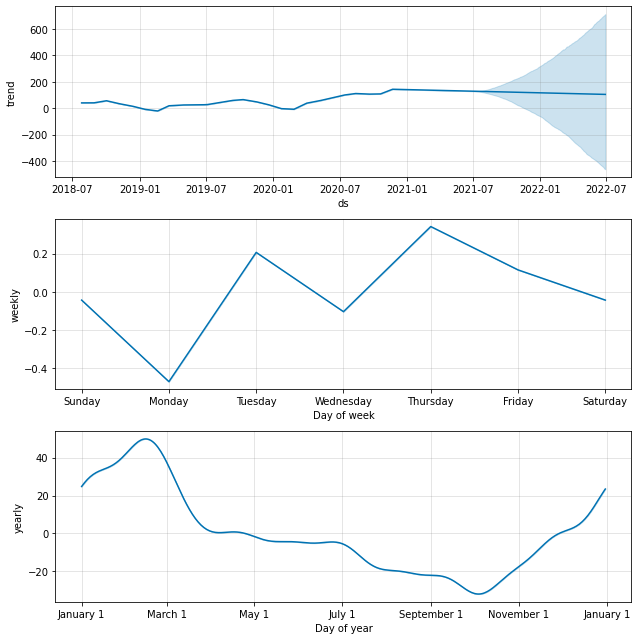 600
400
200
0
−200
−400
trend
2018-07 2019-01 2019-07 2020-01 2020-07 2021-01 2021-07 2022-01 2022-07
ds
0.2
0.0
−0.2
−0.4
weekly
Sunday Monday Tuesday Wednesday Thursday Friday Saturday
Day of week
40
20
0
−20
yearly
January 1 March 1 May 1 July 1 September 1 November 1 January 1
Day of year